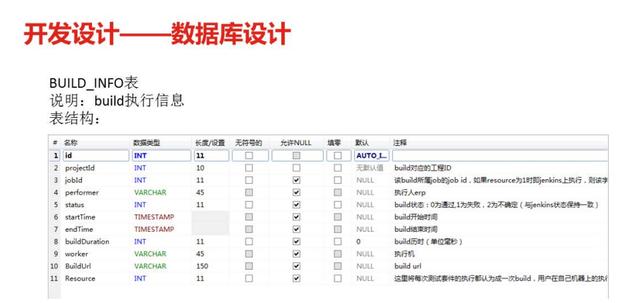 开发设计——数据库设计
BUILD_INFO表
说明：build执行信息
表结构：
# 名称 数据类型 长度/设置 无符号的 允许NULL 填零 默认 注释
1 id INT 11 AUTO_I...
2 projectId INT 10 无默认值 build对应的工程ID
3 jobId INT 11 NULL 该build所属job的job id，如果resource为1时即jenkins上执行，则该字
4 performer VARCHAR 45 NULL 执行人erp
5 status INT 11 NULL build状态：0为通过,1为失败，2为不确定（与jenkins状态保持一致）
6 startTime TIMESTAMP NULL build开始时间
7 endTime TIMESTAMP NULL build结束时间
8 buildDuration INT 11 0 build历时（单位毫秒）
9 worker VARCHAR 45 NULL 执行机
10 BuildUrl VARCHAR 150 NULL build url
11 Resource INT 11 NULL 这里将每次测试套件的执行都认为成一次build，用户在自己机器上的执行